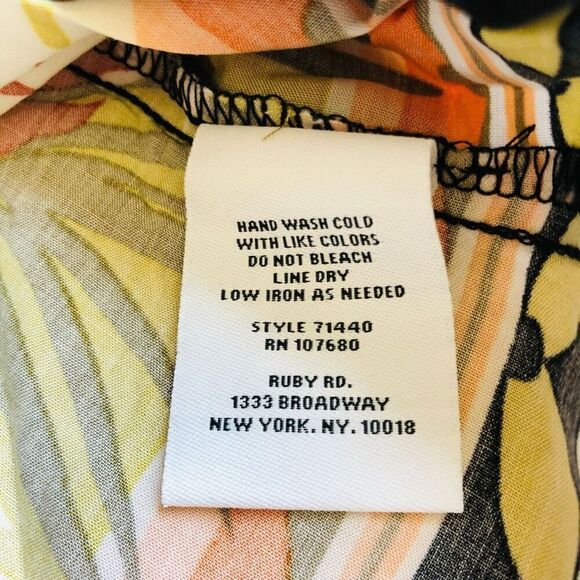 HAND WASH COLD
WITH LIKE COLORS
DO NOT BLEACH
LINE DRY
LOW IRON AS NEEDED
STYLE 71440
RN 107680
RUBY RD.
1333 BROADWAY
NEW YORK. NY. 10018